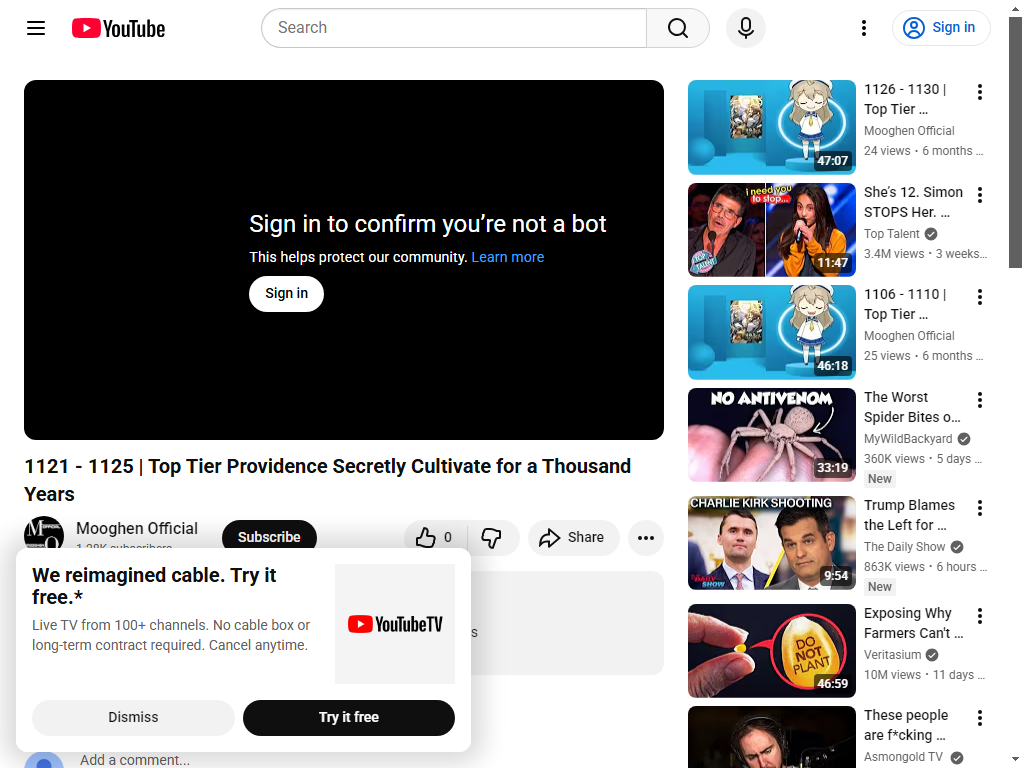 YouTube
Search
Sign in
Sign in to confirm you're not a bot
This helps protect our community. Learn more
Sign in
1121 - 1125 | Top Tier Providence Secretly Cultivate for a Thousand
Years
Mooghen Official
Subscribe
0
Share
We reimagined cable. Try it
free.*
Live TV from 100+ channels. No cable box or
long-term contract required. Cancel anytime.
YouTubeTV
Dismiss
Try it free
Add a comment...
47:07
1126 - 1130 |
Top Tier ...
Mooghen Official
24 views • 6 months ...
i need you
to stop...
TOP
TALENT
11:47
She's 12. Simon
STOPS Her. ...
Top Talent
3.4M views • 3 weeks...
46:18
1106 - 1110 |
Top Tier ...
Mooghen Official
25 views • 6 months ...
NO ANTIVENOM
33:19
The Worst
Spider Bites o...
MyWildBackyard
360K views • 5 days ...
New
CHARLIE KIRK SHOOTING
THE DAILY SHOW
9:54
Trump Blames
the Left for ...
The Daily Show
863K views • 6 hours ...
New
DO
NOT
PLANT
46:59
Exposing Why
Farmers Can't ...
Veritasium
10M views • 11 days ...
These people
are f*cking ...
Asmongold TV